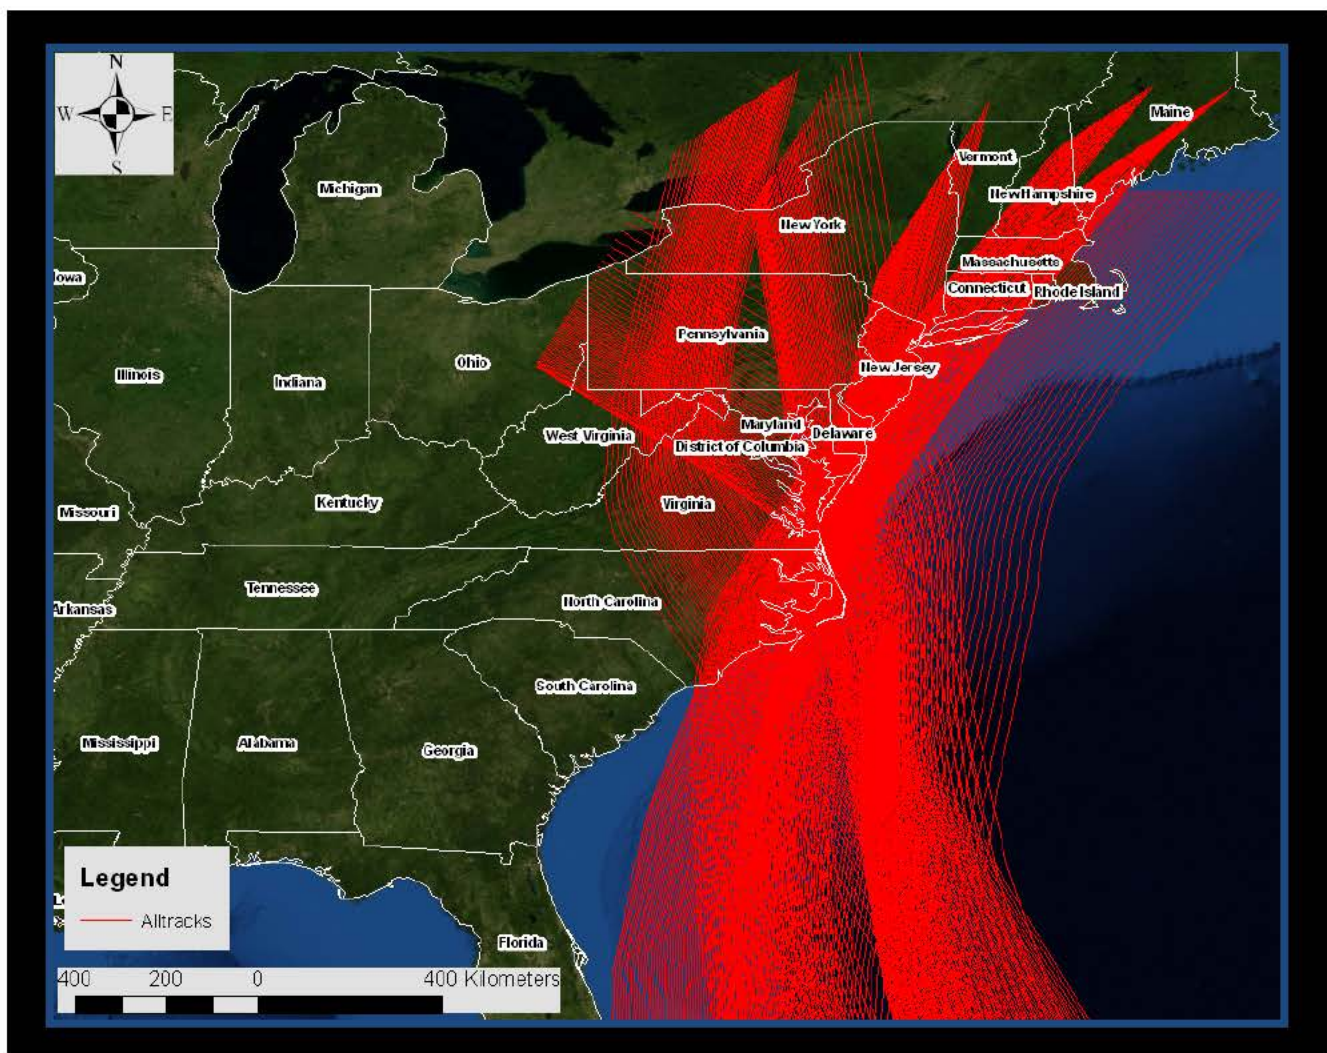 N
W E
S
Maine
Vermont
Michigan
New Hampshire
New York
Massachusetts
Iowa
Connecticut
Rhode Island
Pennsylvania
Ohio
New Jersey
Illinois
Indiana
Maryland
Delaware
West Virginia
District of Columbia
Kentucky
Virginia
Missouri
Tennessee
North Carolina
Arkansas
South Carolina
Mississippi
Alabama
Georgia
Legend
Alltracks
Florida
400 200 0 400 Kilometers